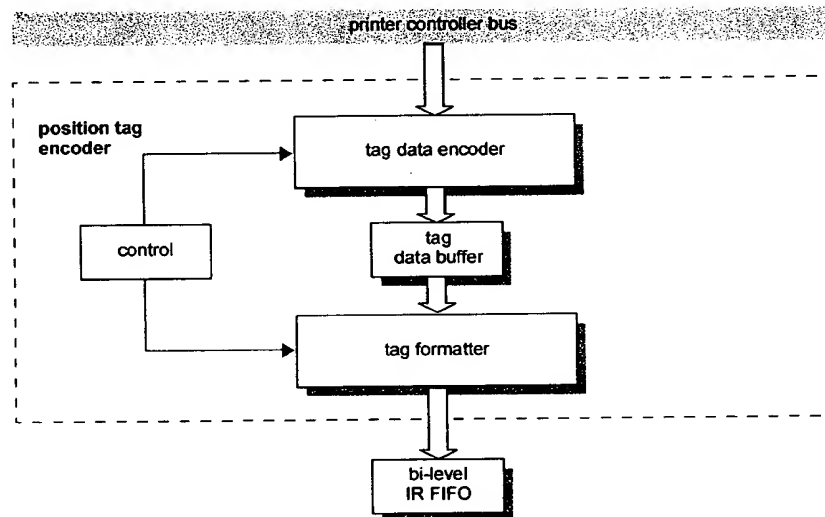 printer controller bus
position tag
encoder
tag data encoder
control
tag
data buffer
tag formatter
bi-level
IR FIFO